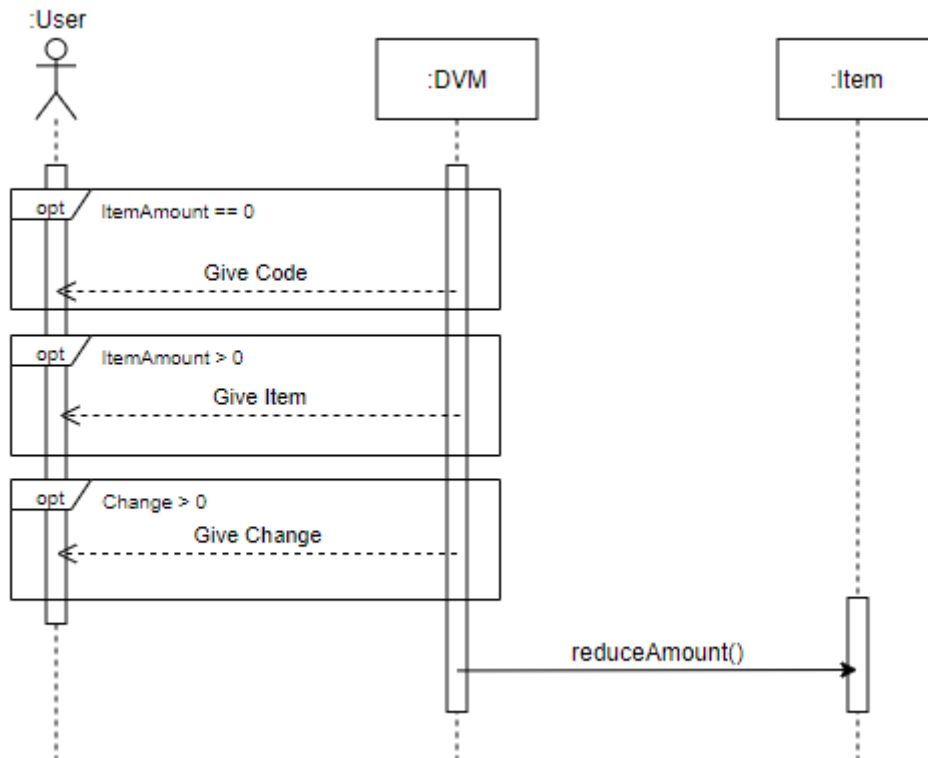 :User
:DVM
:Item
opt
ItemAmount == 0
Give Code
opt
ItemAmount > 0
Give Item
opt
Change > 0
Give Change
reduceAmount()